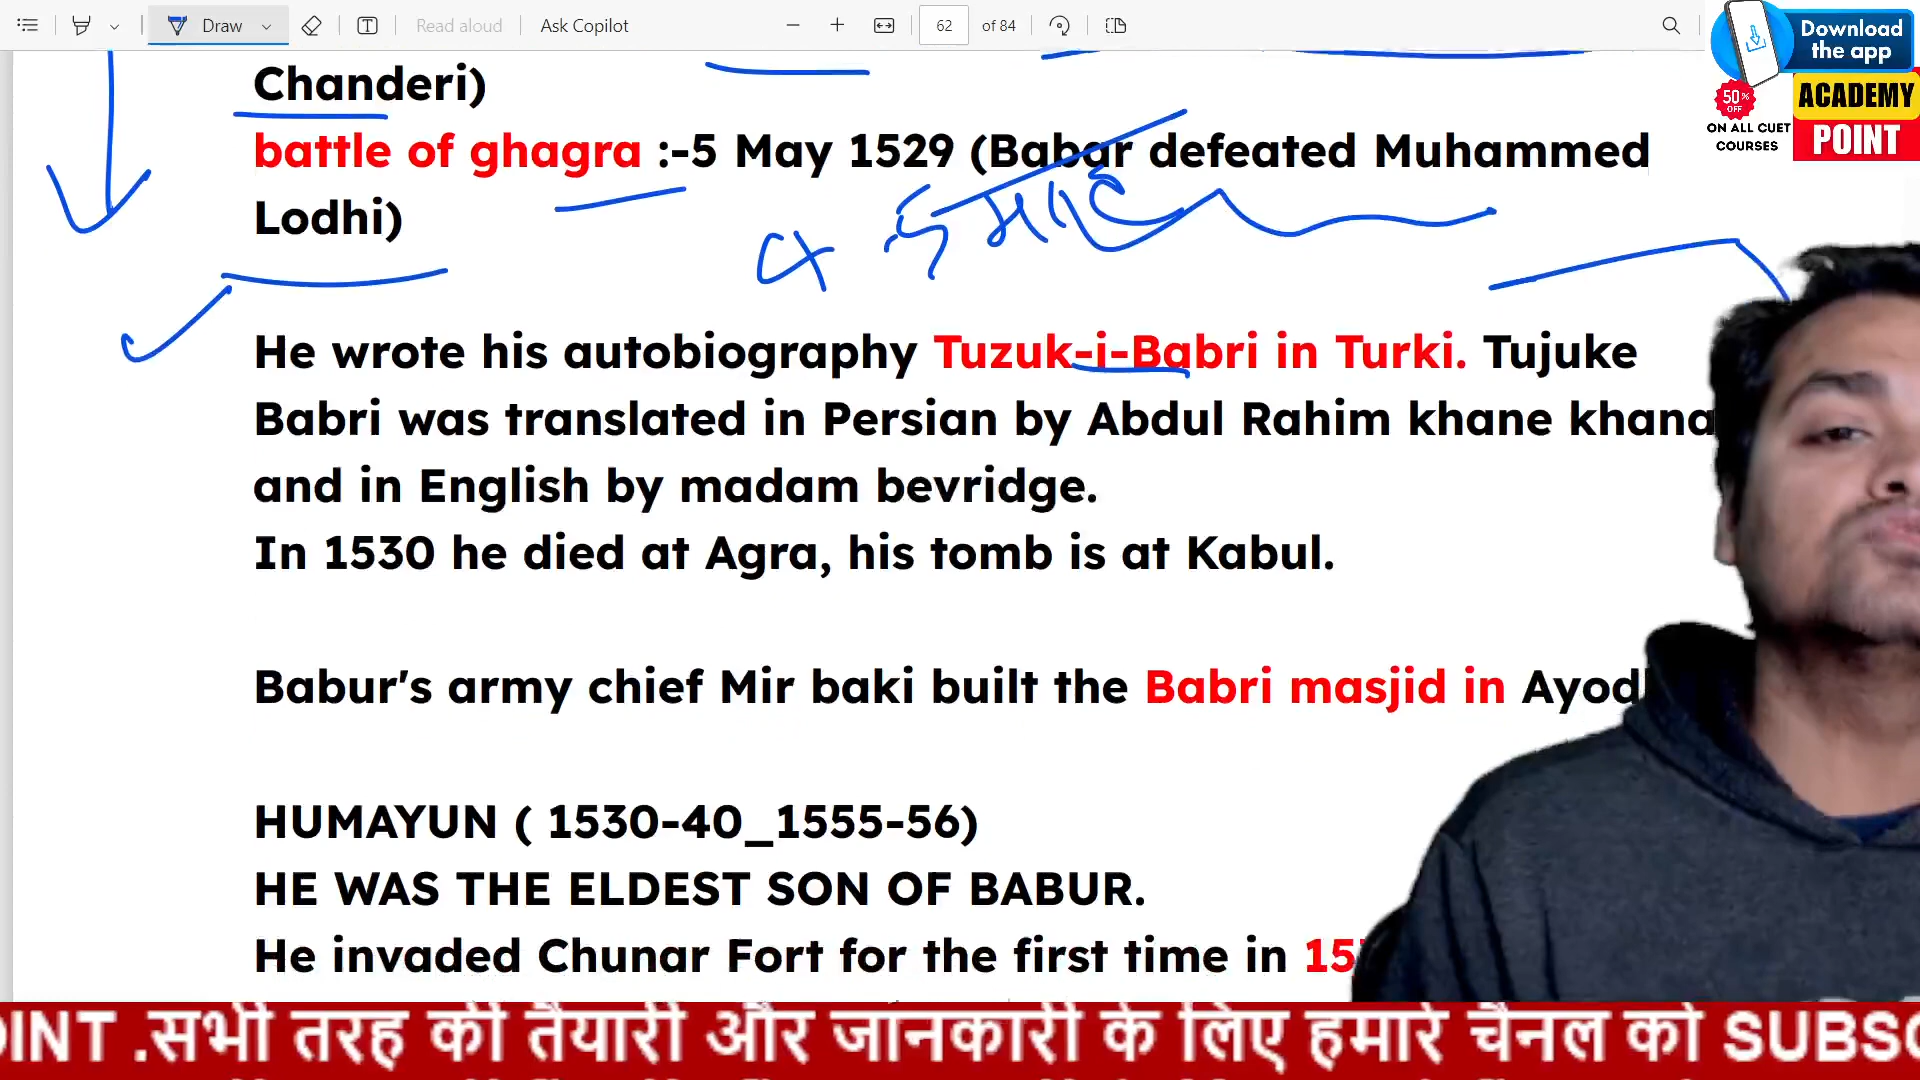 Draw
Read aloud
Ask Copilot
62
of 84
Download
the app
50%
OFF
ACADEMY
POINT
ON ALL CUET
COURSES
Chanderi)
battle of ghagra :-5 May 1529 (Babar defeated Muhammed
Lodhi)
He wrote his autobiography Tuzuk-i-Babri in Turki. Tujuke
Babri was translated in Persian by Abdul Rahim khane khana
and in English by madam bevridge.
In 1530 he died at Agra, his tomb is at Kabul.
Babur's army chief Mir baki built the Babri masjid in Ayod
HUMAYUN ( 1530-40_1555-56)
HE WAS THE ELDEST SON OF BABUR.
He invaded Chunar Fort for the first time in 15
OINT .सभी तरह की तैयारी और जानकारी के लिए हमारे चैनल को SUBSC